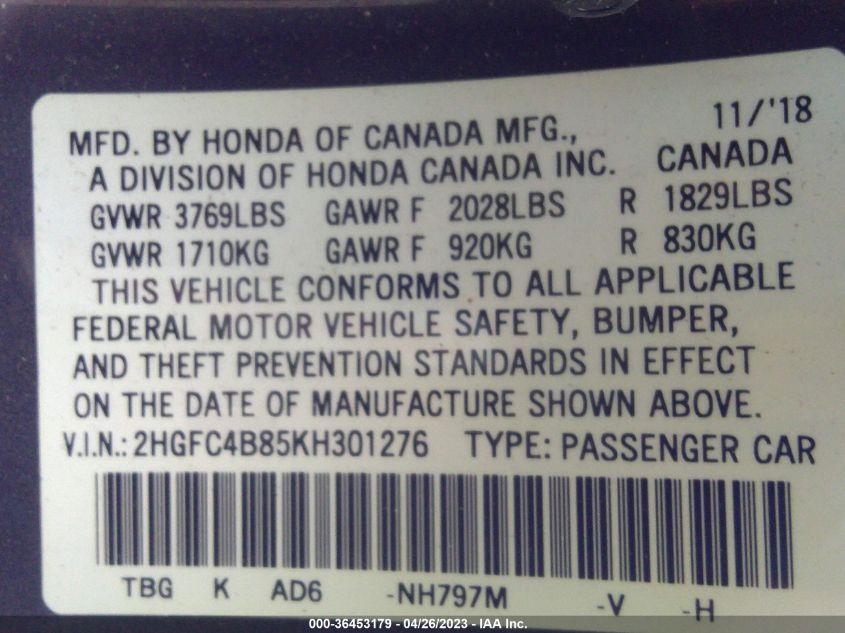 11/'18
MFD. BY HONDA OF CANADA MFG.,
A DIVISION OF HONDA CANADA INC. CANADA
GVWR 3769LBS GAWR F 2028LBS R 1829LBS
GVWR 1710KG GAWR F 920KG R 830KG
THIS VEHICLE CONFORMS TO ALL APPLICABLE
FEDERAL MOTOR VEHICLE SAFETY, BUMPER,
AND THEFT PREVENTION STANDARDS IN EFFECT
ON THE DATE OF MANUFACTURE SHOWN ABOVE.
V.I.N.: 2HGFC4B85KH301276 TYPE: PASSENGER CAR
TBG K AD6 -NH797M -V -H
000-36453179 - 04/26/2023 - IAA Inc.